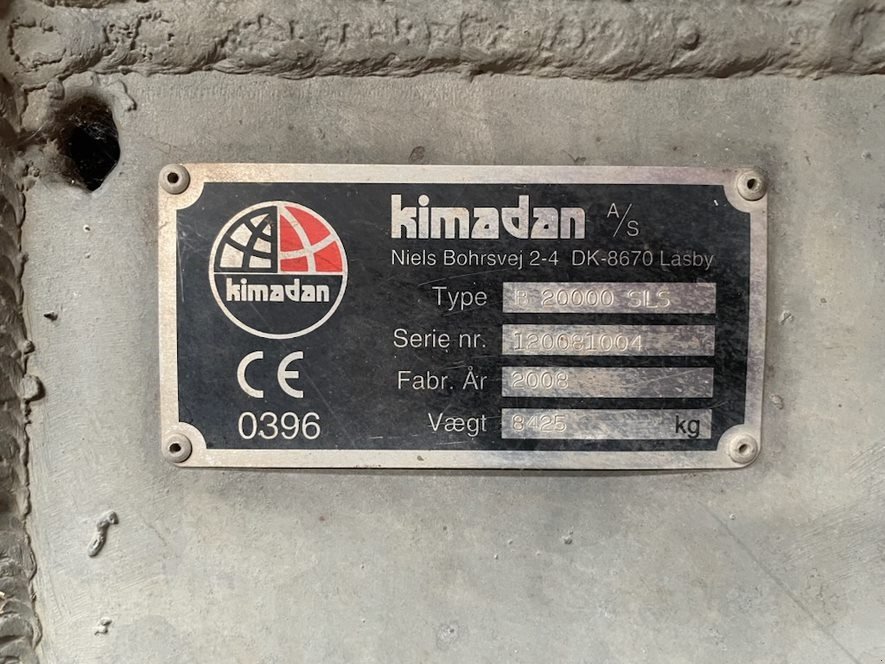 kimadan A/S
Niels Bohrsvej 2-4 DK-8670 Låsby
kimadan
Type B 20000 SLS
Serie nr. 120081004
Fabr. År 2008
Vægt 8425 kg
CE
0396